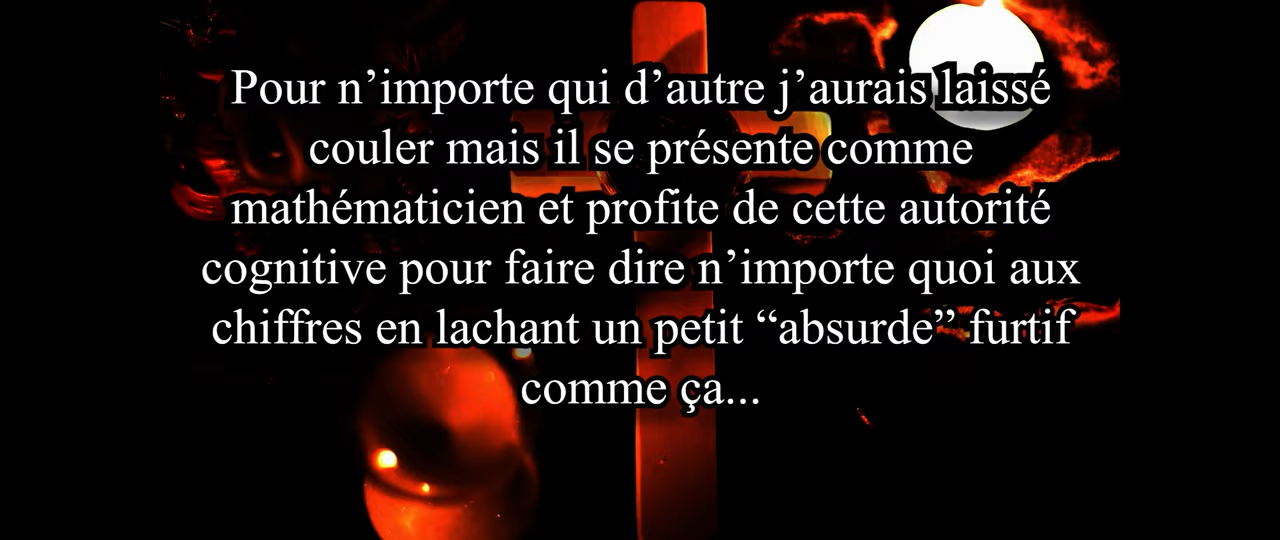 Pour n’importe qui d’autre j’aurais laissé
couler mais il se présente comme
mathématicien et profite de cette autorité
cognitive pour faire dire n’importe quoi aux
chiffres en lachant un petit “absurde” furtif
comme ça...